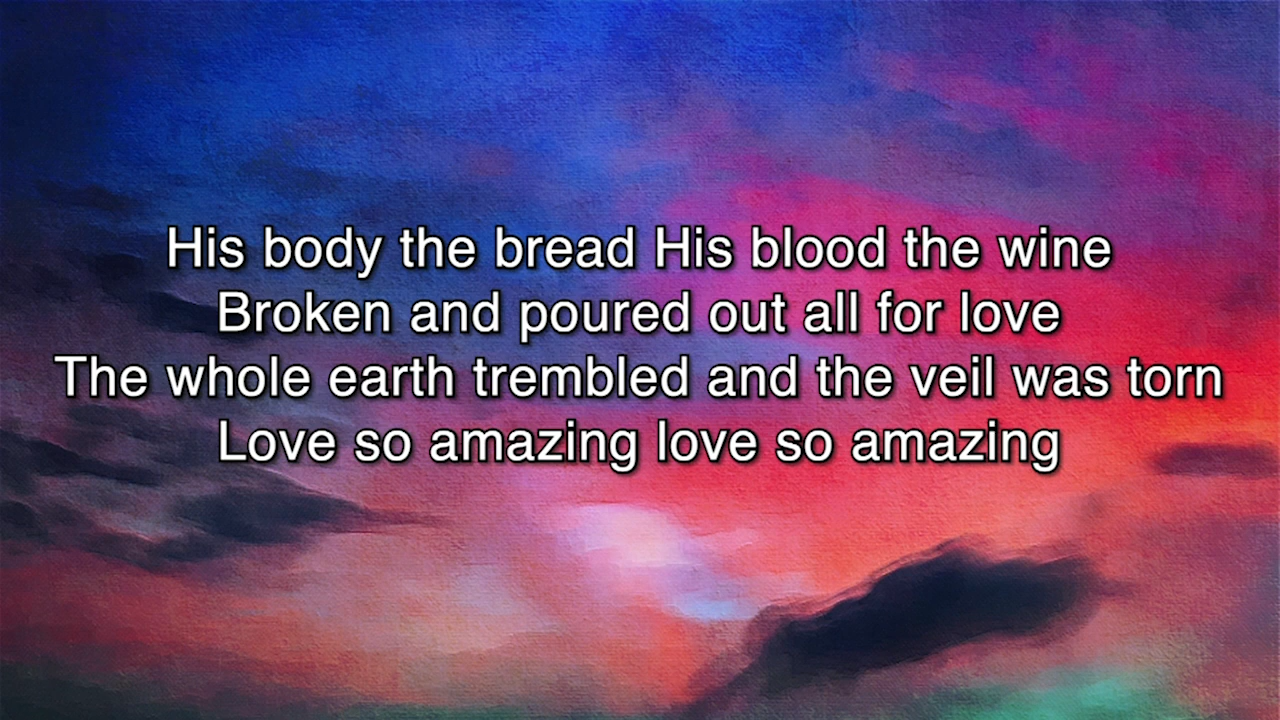 His body the bread His blood the wine
Broken and poured out all for love
The whole earth trembled and the veil was torn
Love so amazing love so amazing